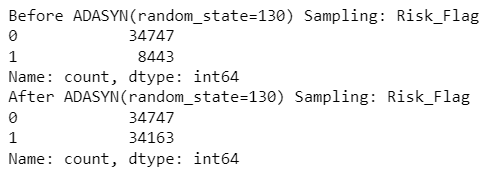 Before ADASYN(random_state=130) Sampling: Risk_Flag
0 34747
1 8443
Name: count, dtype: int64
After ADASYN(random_state=130) Sampling: Risk_Flag
0 34747
1 34163
Name: count, dtype: int64